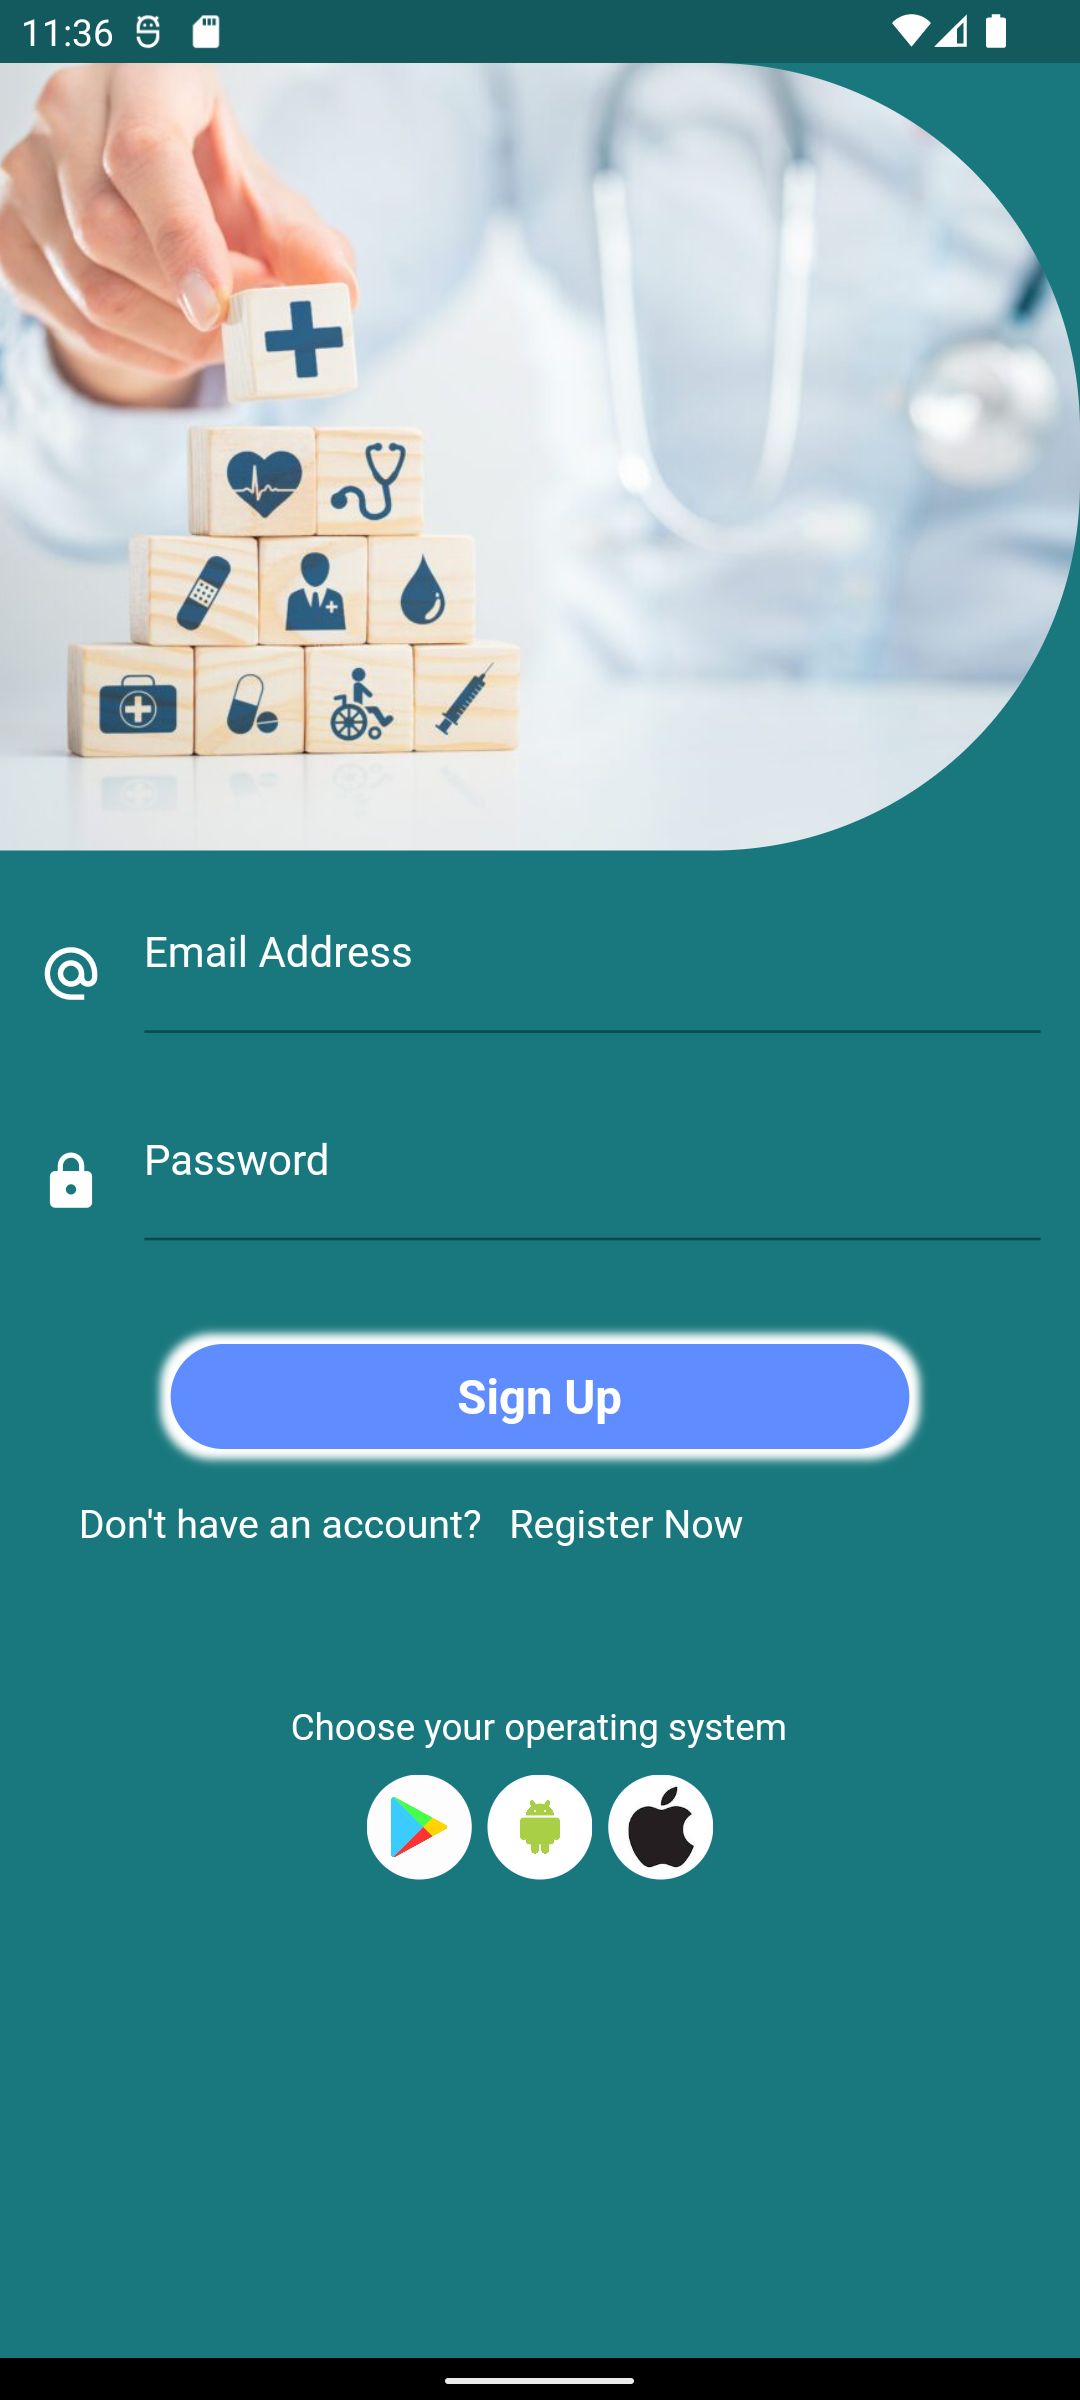 11:36
Email Address
Password
Sign Up
Don't have an account? Register Now
Choose your operating system